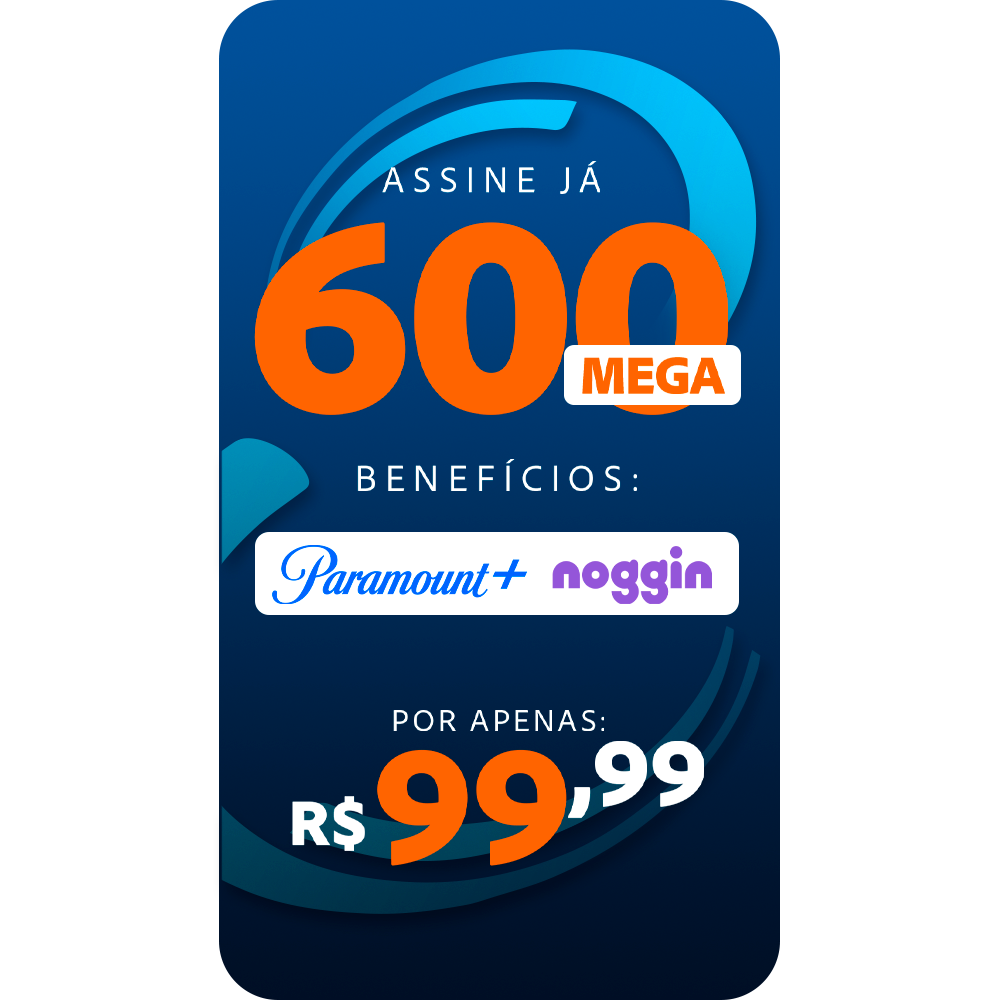 ASSINE JÁ
600
MEGA
BENEFÍCIOS:
Paramount+ noggin
POR APENAS:
R$ 99,99